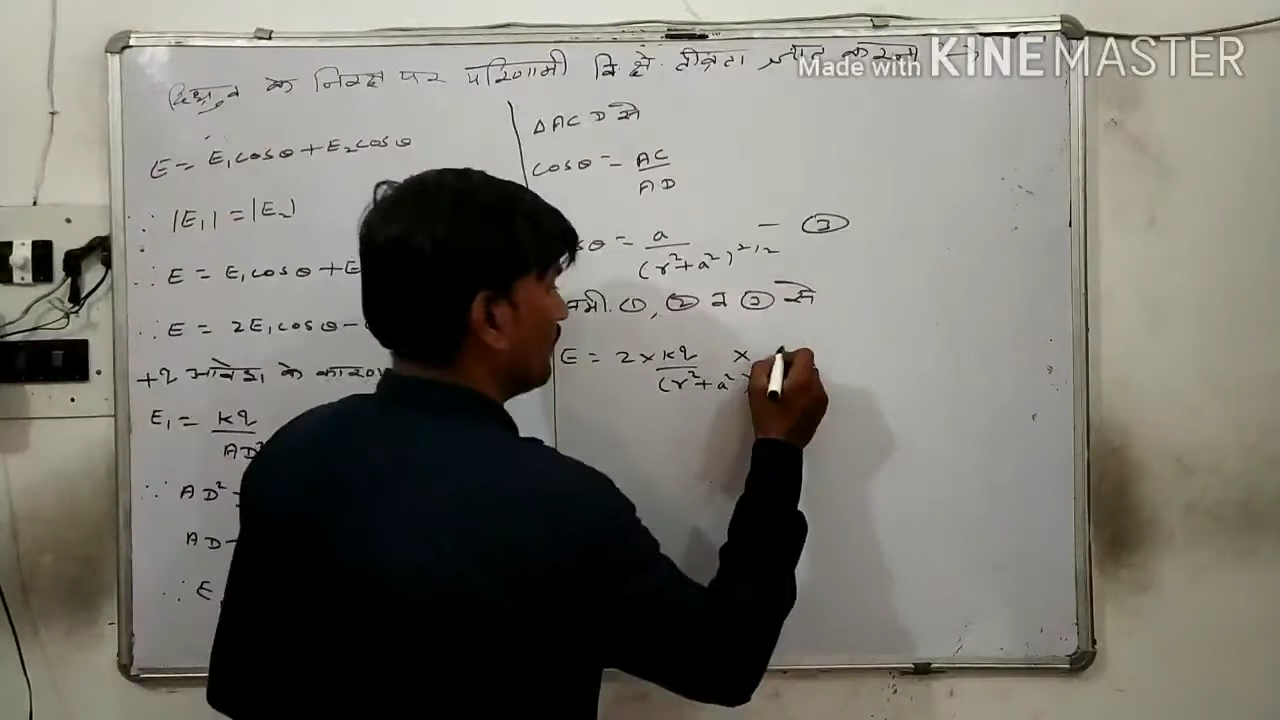 Made with KINEMASTER
के निरक्ष पर परिणामी वि. क्षे. तीव्रता ज्ञात करना →
E = E₁cosθ + E₂cosθ
∵ |E₁| = |E₂|
∴ E = E₁cosθ + E
∴ E = 2E₁cosθ -
+q आवेश के कारण
E₁ = kq / AD²
∵ AD²
AD
∴ E
ΔACD से
cosθ = AC / AD
sθ = a / (r²+a²)^(1/2) - ③
समी. ①, ② व ③ से
E = 2 × kq / (r²+a²) ×